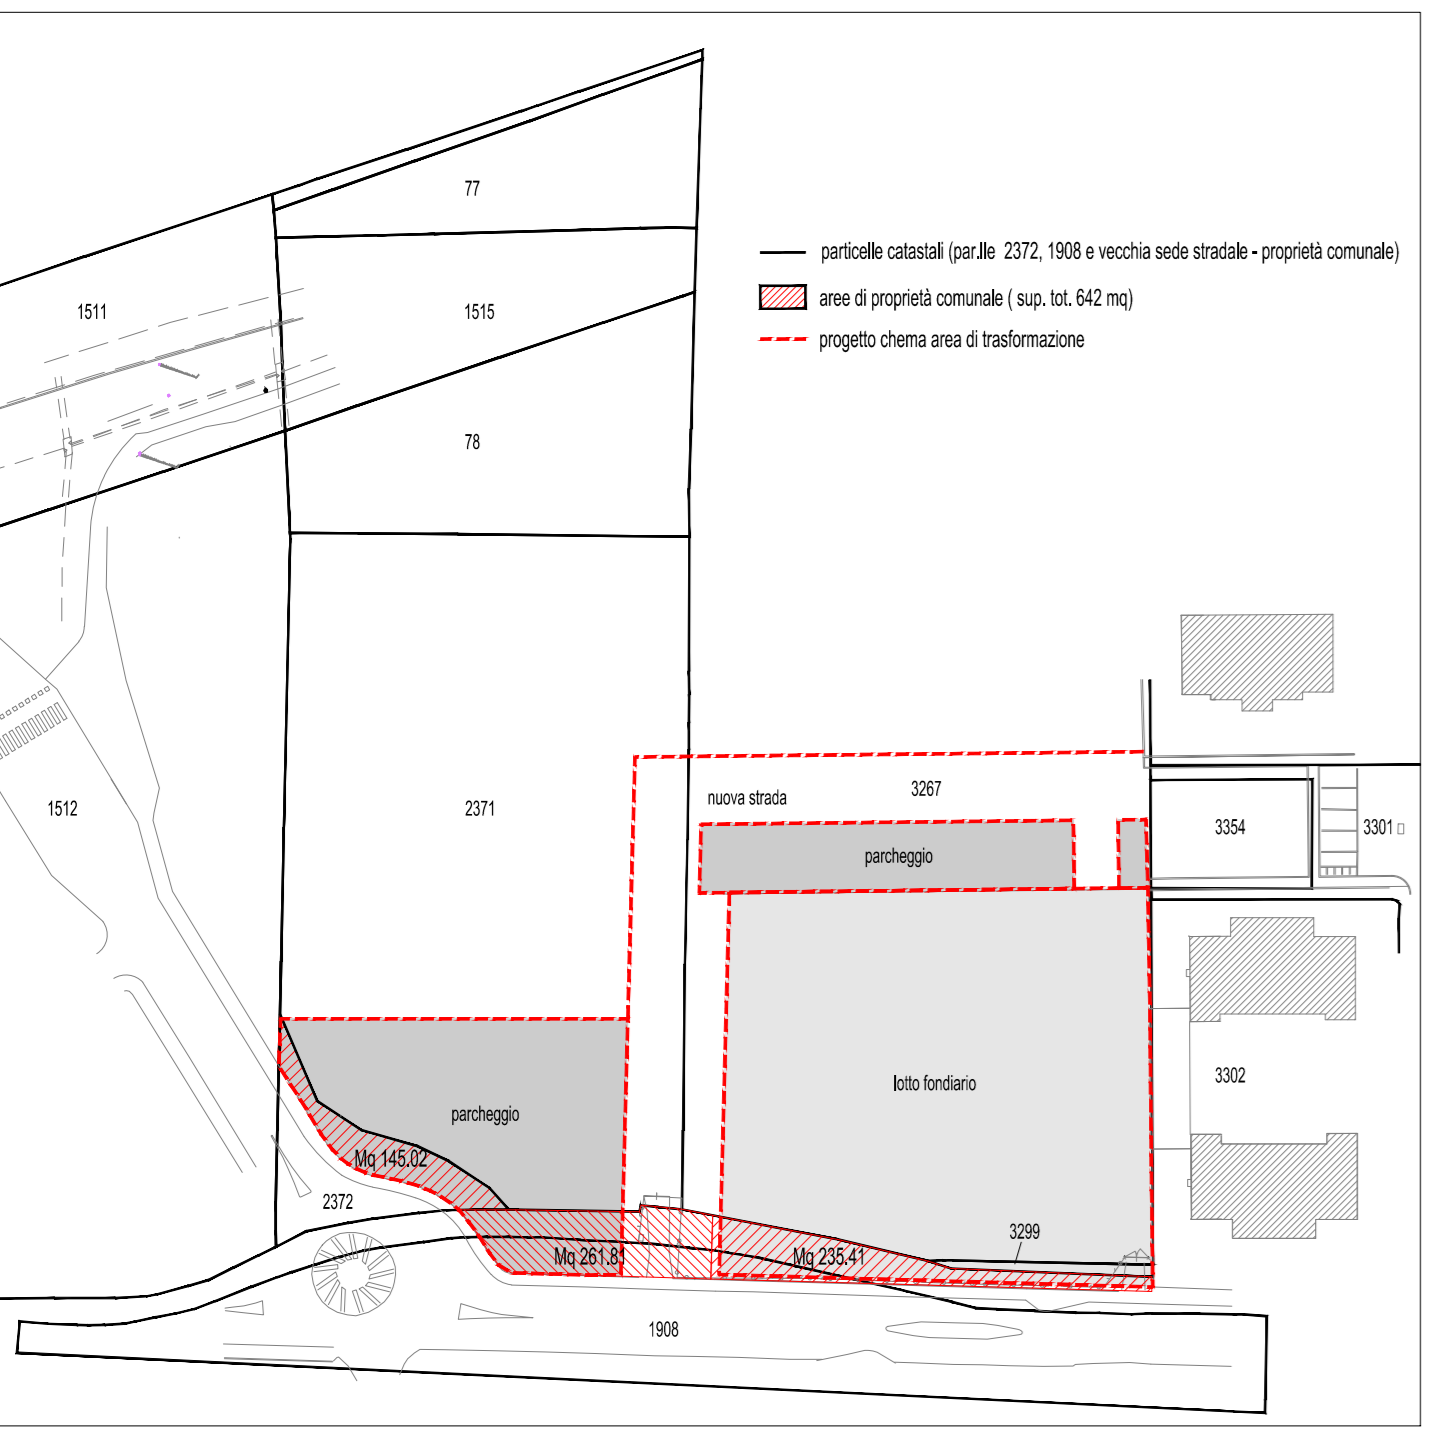 77
particelle catastali (par.lle 2372, 1908 e vecchia sede stradale - proprietà comunale)
1511
1515
aree di proprietà comunale ( sup. tot. 642 mq)
progetto chema area di trasformazione
78
1512
2371
nuova strada
3267
3354
3301
parcheggio
lotto fondiario
3302
parcheggio
Mq 145.02
2372
3299
Mq 261.81
Mq 235.41
1908